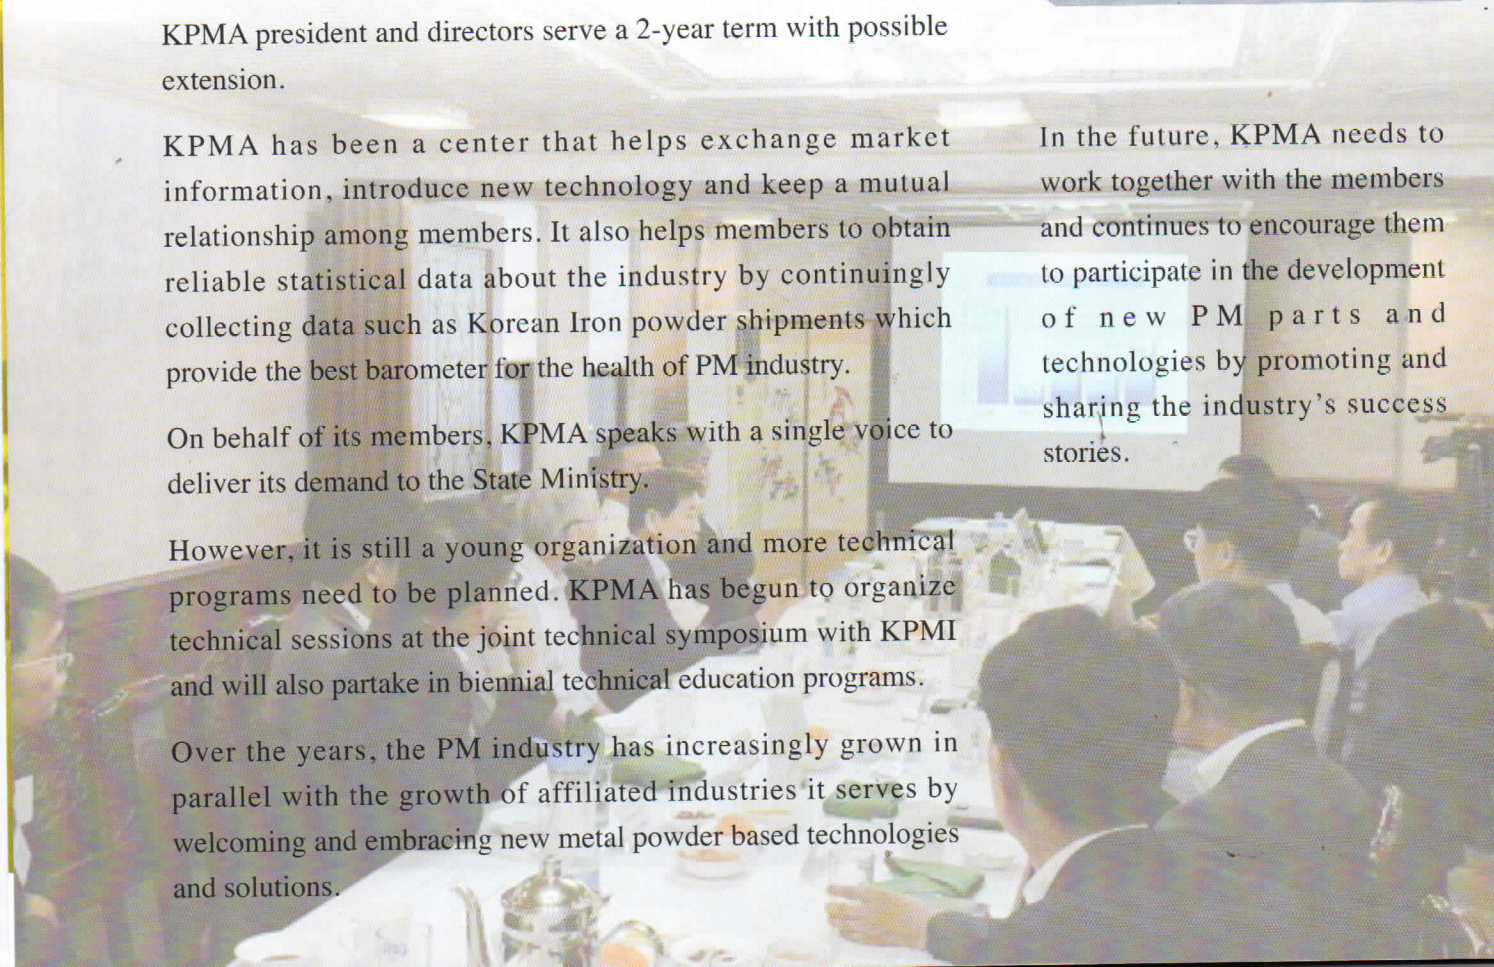 KPMA president and directors serve a 2-year term with possible
extension.
KPMA has been a center that helps exchange market
information, introduce new technology and keep a mutual
relationship among members. It also helps members to obtain
reliable statistical data about the industry by continuingly
collecting data such as Korean Iron powder shipments which
provide the best barometer for the health of PM industry.
On behalf of its members, KPMA speaks with a single voice to
deliver its demand to the State Ministry.
However, it is still a young organization and more technical
programs need to be planned. KPMA has begun to organize
technical sessions at the joint technical symposium with KPMI
and will also partake in biennial technical education programs.
Over the years, the PM industry has increasingly grown in
parallel with the growth of affiliated industries it serves by
welcoming and embracing new metal powder based technologies
and solutions.
In the future, KPMA needs to
work together with the members
and continues to encourage them
to participate in the development
of new PM parts and
technologies by promoting and
sharing the industry's success
stories.